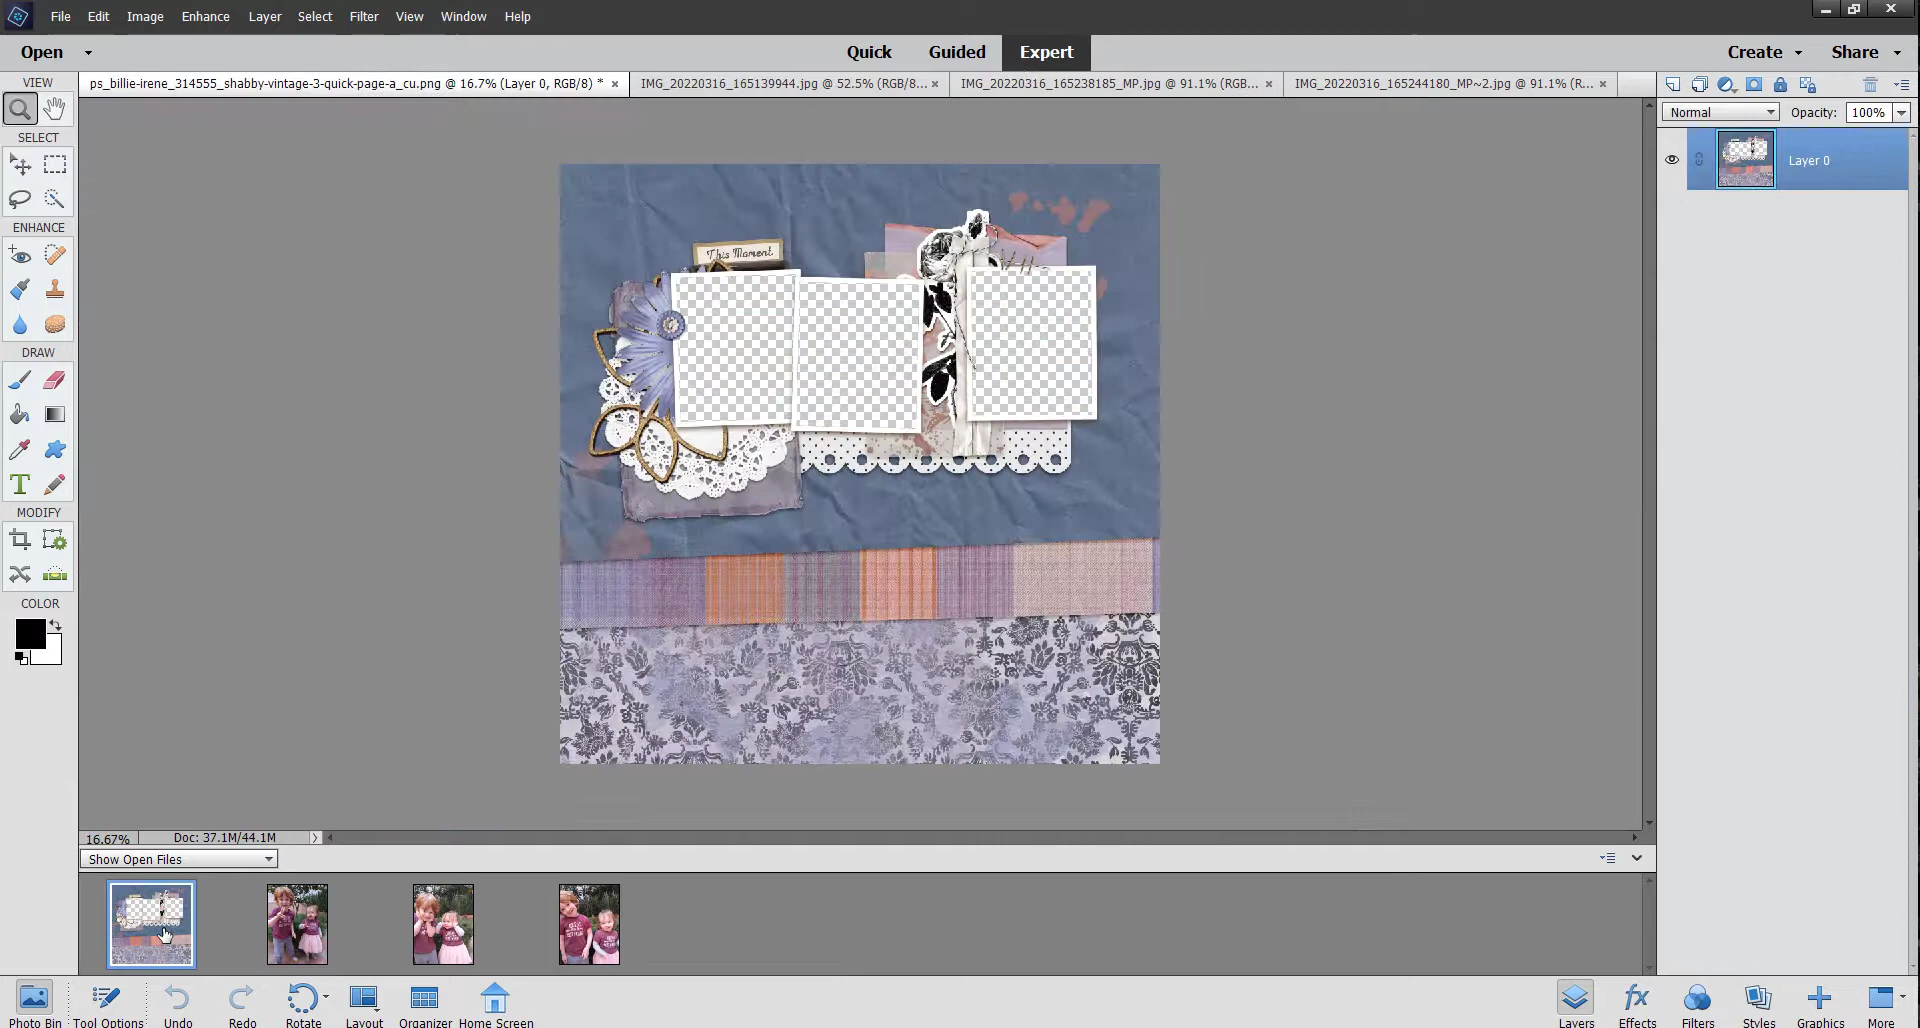 File Edit Image Enhance Layer Select Filter View Window Help
Open Quick Guided Expert Create Share
VIEW ps_billie-irene_314555_shabby-vintage-3-quick-page-a_cu.png @ 16.7% (Layer 0, RGB/8) * × IMG_20220316_165139944.jpg @ 52.5% (RGB/8... × IMG_20220316_165238185_MP.jpg @ 91.1% (RGB... × IMG_20220316_165244180_MP~2.jpg @ 91.1% (R... ×
Normal Opacity: 100%
SELECT
Layer 0
ENHANCE
This Moment
DRAW
T
MODIFY
COLOR
16.67% Doc: 37.1M/44.1M
Show Open Files
Photo Bin Tool Options Undo Redo Rotate Layout Organizer Home Screen Layers fx Effects Filters Styles Graphics More